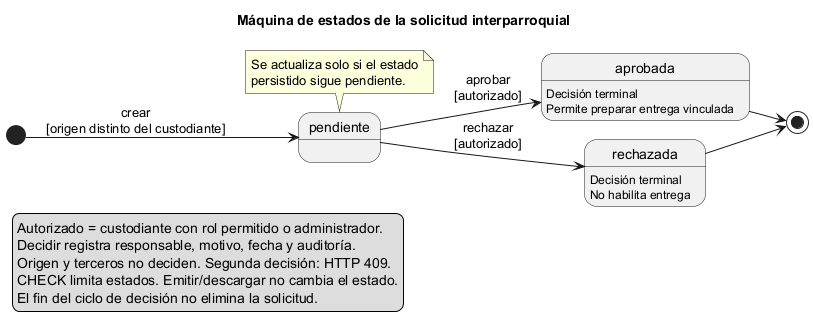 Máquina de estados de la solicitud interparroquial
Se actualiza solo si el estado
persistido sigue pendiente.
crear
[origen distinto del custodiante]
pendiente
aprobar
[autorizado]
rechazar
[autorizado]
aprobada
Decisión terminal
Permite preparar entrega vinculada
rechazada
Decisión terminal
No habilita entrega
Autorizado = custodiante con rol permitido o administrador.
Decidir registra responsable, motivo, fecha y auditoría.
Origen y terceros no deciden. Segunda decisión: HTTP 409.
CHECK limita estados. Emitir/descargar no cambia el estado.
El fin del ciclo de decisión no elimina la solicitud.